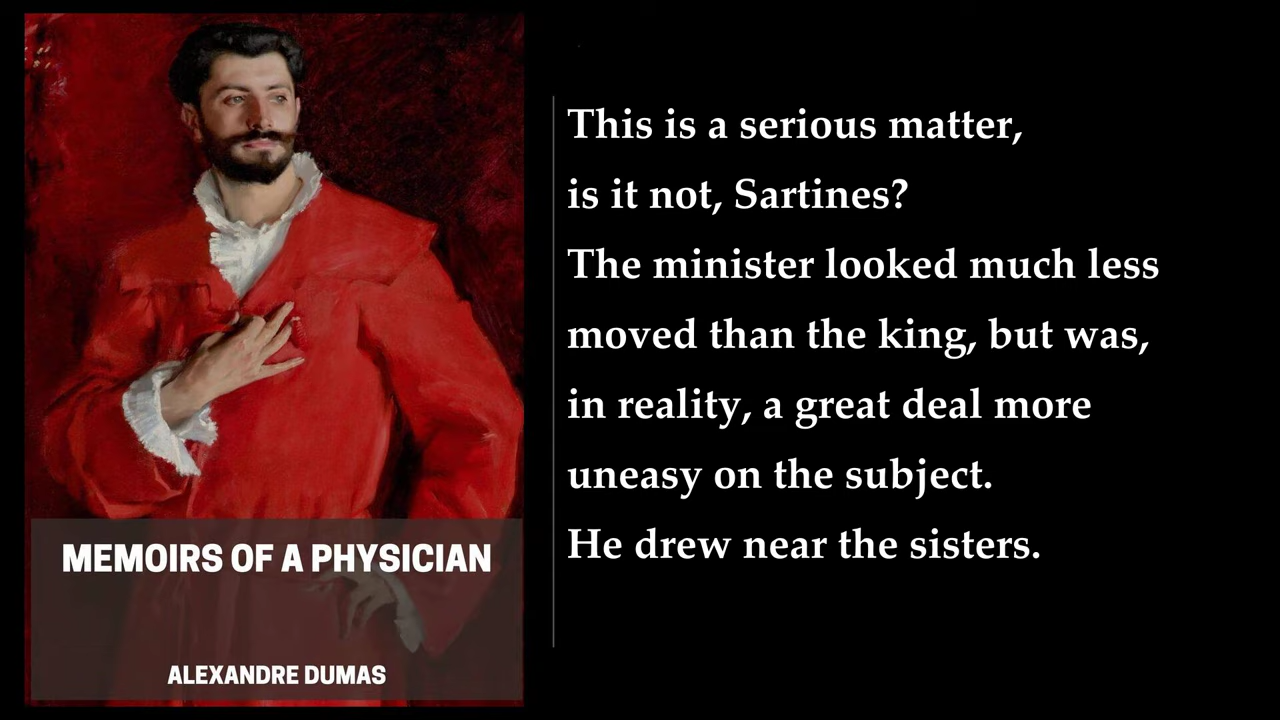 This is a serious matter,
is it not, Sartines?
The minister looked much less
moved than the king, but was,
in reality, a great deal more
uneasy on the subject.
He drew near the sisters.
MEMOIRS OF A PHYSICIAN
ALEXANDRE DUMAS